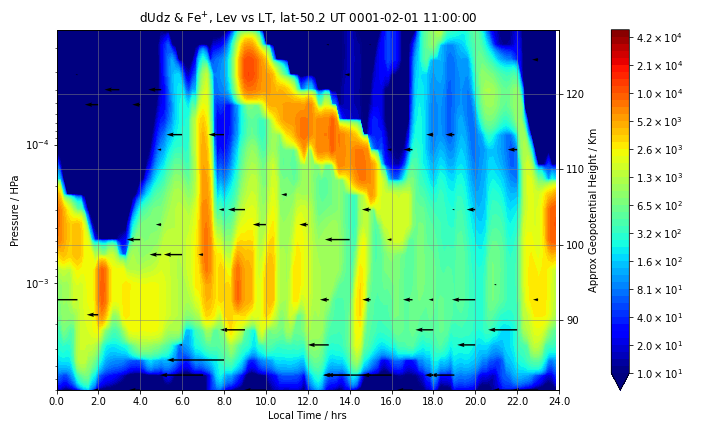 dUdz & Fe⁺, Lev vs LT, lat-50.2 UT 0001-02-01 11:00:00
Pressure / HPa
10⁻⁴
10⁻³
0.0 2.0 4.0 6.0 8.0 10.0 12.0 14.0 16.0 18.0 20.0 22.0 24.0
Local Time / hrs
120
110
100
90
Approx Geopotential Height / Km
4.2 × 10⁴
2.1 × 10⁴
1.0 × 10⁴
5.2 × 10³
2.6 × 10³
1.3 × 10³
6.5 × 10²
3.2 × 10²
1.6 × 10²
8.1 × 10¹
4.0 × 10¹
2.0 × 10¹
1.0 × 10¹